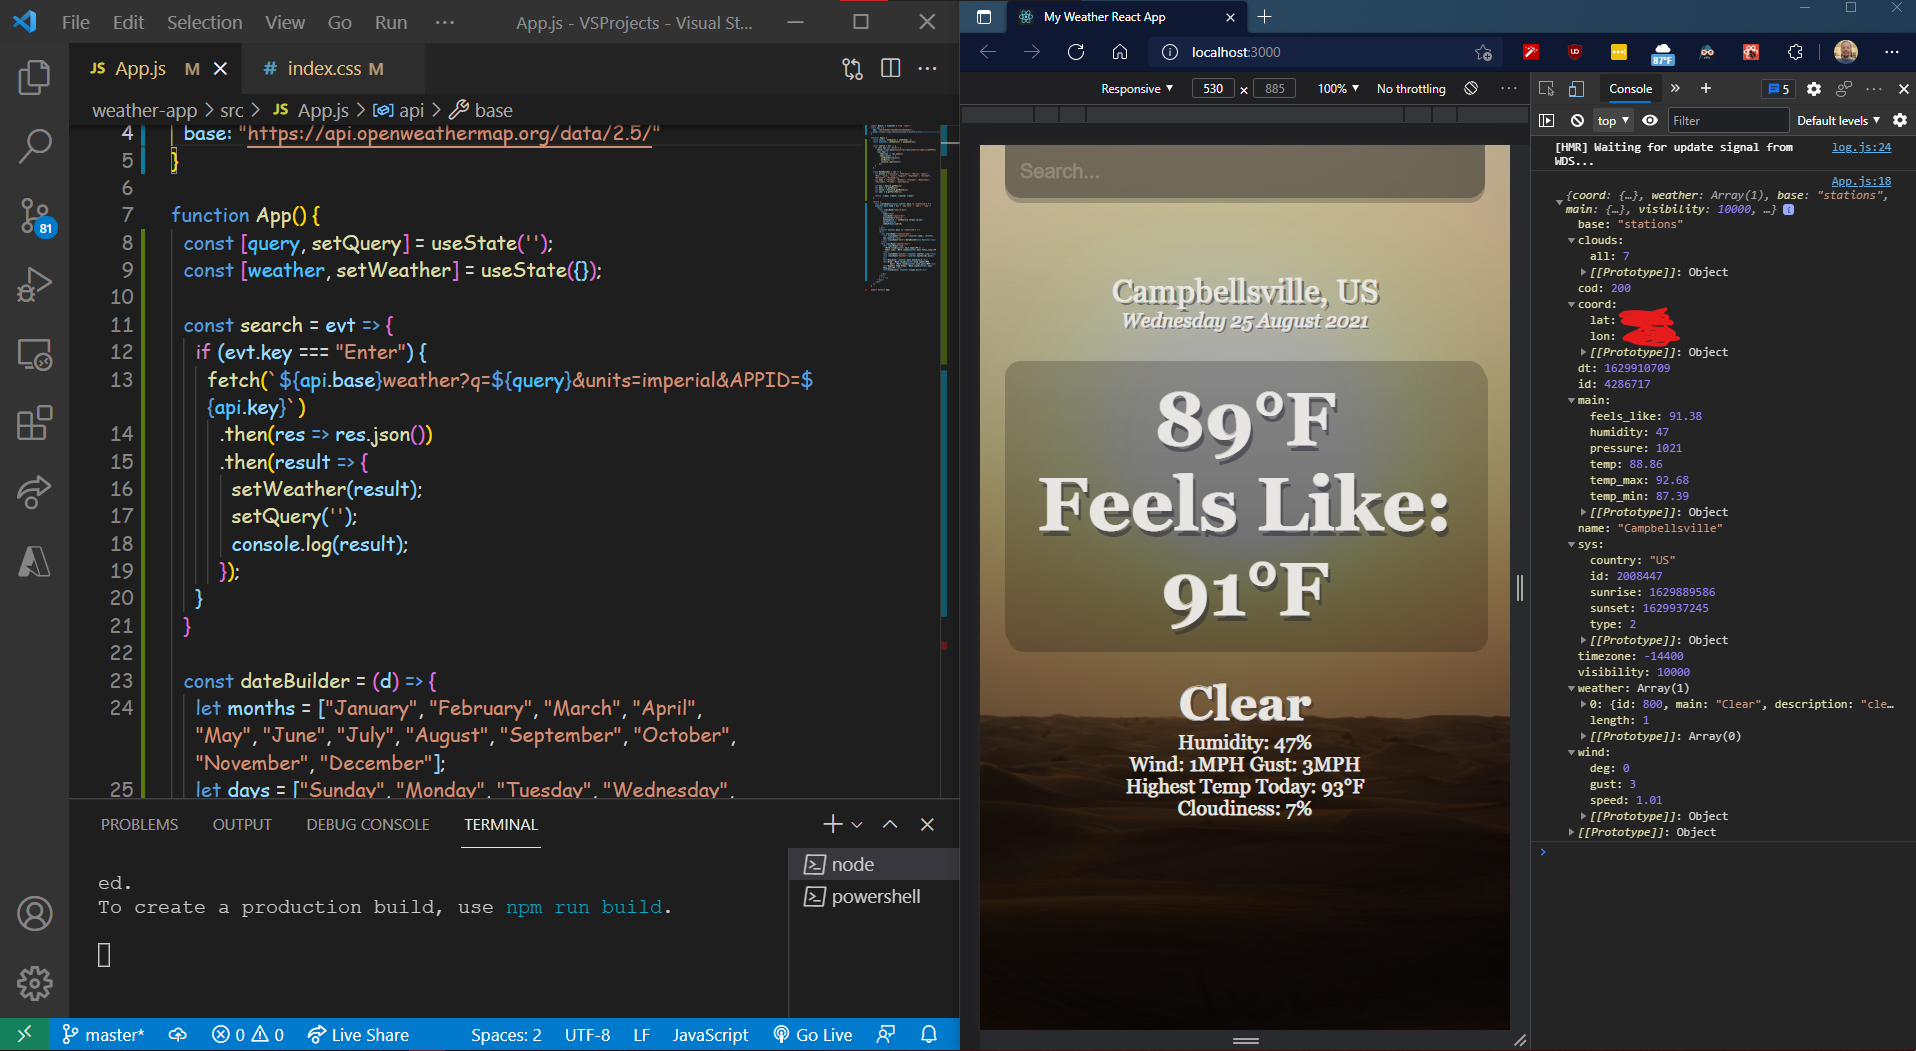 File Edit Selection View Go Run ··· App.js - VSProjects - Visual St...
JS App.js M
# index.css M
weather-app > src > JS App.js > api > base
4 base: "https://api.openweathermap.org/data/2.5/"
5 }
6
7 function App() {
8 const [query, setQuery] = useState('');
9 const [weather, setWeather] = useState({});
10
11 const search = evt => {
12 if (evt.key === "Enter") {
13 fetch(`${api.base}weather?q=${query}&units=imperial&APPID=$
{api.key}`)
14 .then(res => res.json())
15 .then(result => {
16 setWeather(result);
17 setQuery('');
18 console.log(result);
19 });
20 }
21 }
22
23 const dateBuilder = (d) => {
24 let months = ["January", "February", "March", "April",
"May", "June", "July", "August", "September", "October",
"November", "December"];
25 let days = ["Sunday", "Monday", "Tuesday", "Wednesday",
81
PROBLEMS OUTPUT DEBUG CONSOLE TERMINAL
node
powershell
ed.
To create a production build, use npm run build.
master* 0 0 Live Share Spaces: 2 UTF-8 LF JavaScript Go Live
My Weather React App
localhost:3000
87°F
Responsive 530 x 885 100% No throttling
Search...
Campbellsville, US
Wednesday 25 August 2021
89°F
Feels Like:
91°F
Clear
Humidity: 47%
Wind: 1MPH Gust: 3MPH
Highest Temp Today: 93°F
Cloudiness: 7%
Console » + 5
top Filter Default levels
[HMR] Waiting for update signal from log.js:24
WDS...
App.js:18
{coord: {…}, weather: Array(1), base: "stations",
main: {…}, visibility: 10000, …}
base: "stations"
clouds:
all: 7
[[Prototype]]: Object
cod: 200
coord:
lat:
lon:
[[Prototype]]: Object
dt: 1629910709
id: 4286717
main:
feels_like: 91.38
humidity: 47
pressure: 1021
temp: 88.86
temp_max: 92.68
temp_min: 87.39
[[Prototype]]: Object
name: "Campbellsville"
sys:
country: "US"
id: 2008447
sunrise: 1629889586
sunset: 1629937245
type: 2
[[Prototype]]: Object
timezone: -14400
visibility: 10000
weather: Array(1)
0: {id: 800, main: "Clear", description: "cle…
length: 1
[[Prototype]]: Array(0)
wind:
deg: 0
gust: 3
speed: 1.01
[[Prototype]]: Object
[[Prototype]]: Object